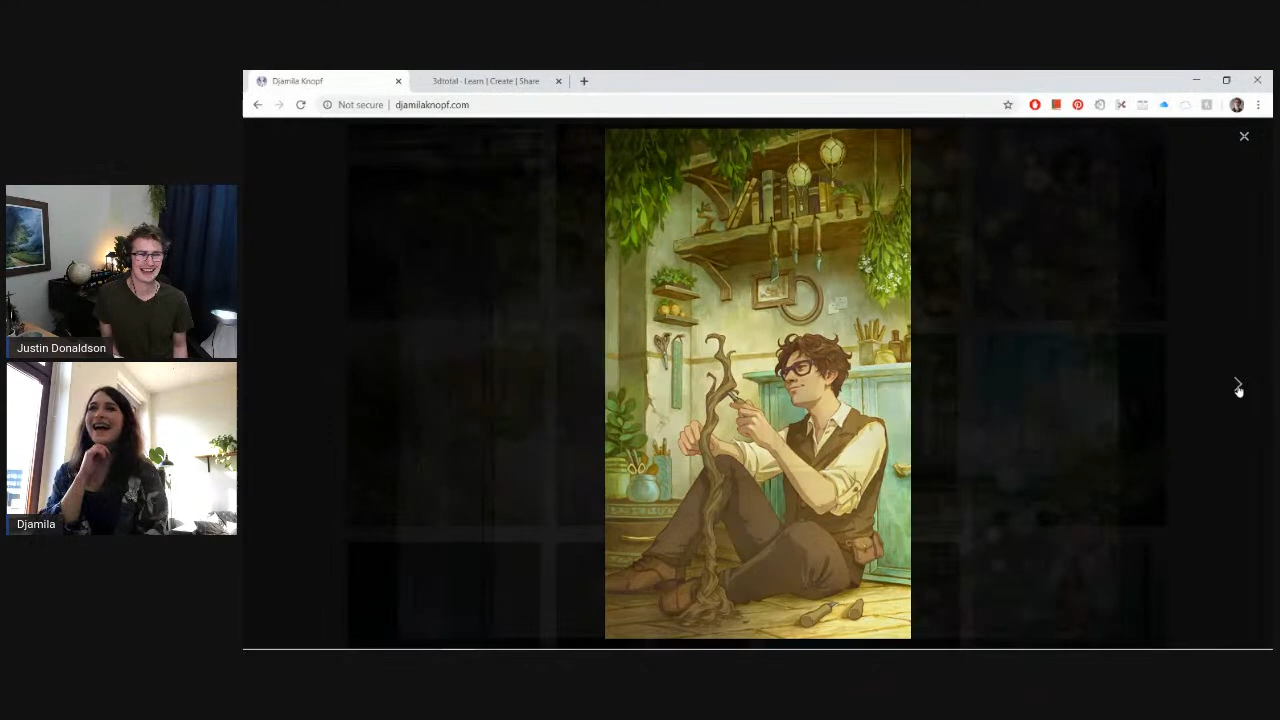 Djamila Knopf
3dtotal · Learn | Create | Share
Not secure
djamilaknopf.com
Justin Donaldson
Djamila